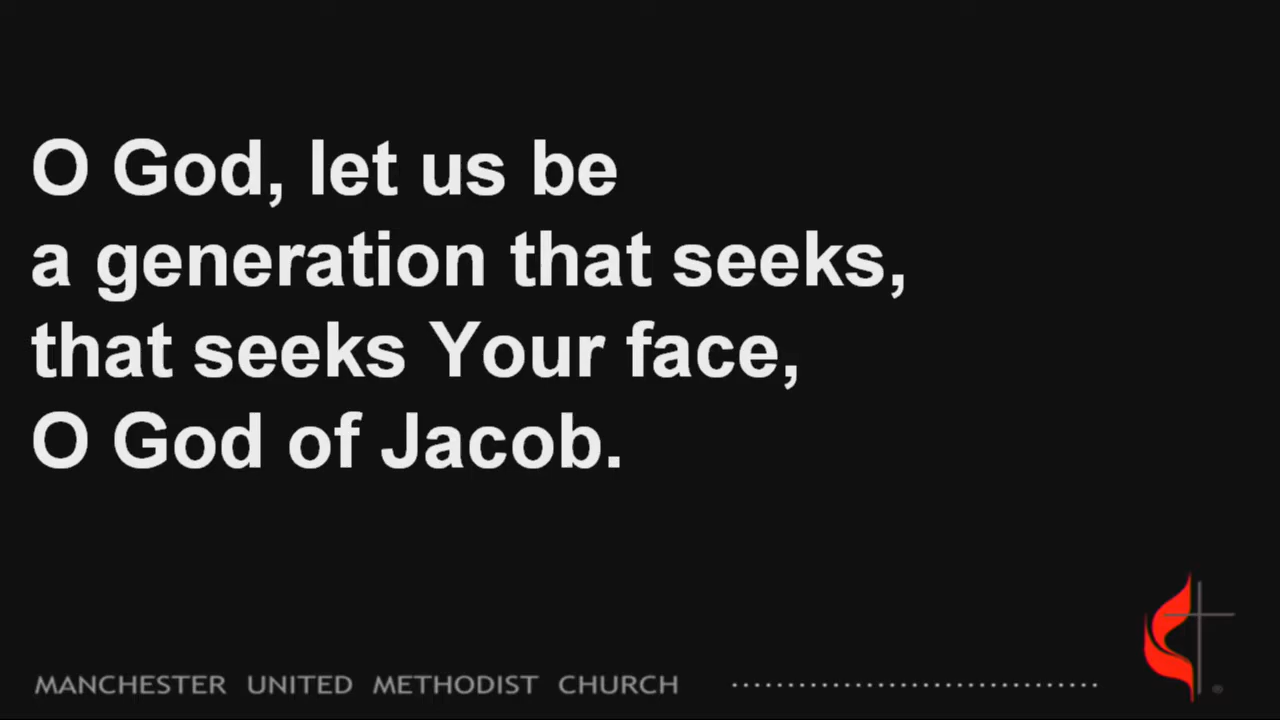 O God, let us be
a generation that seeks,
that seeks Your face,
O God of Jacob.
MANCHESTER UNITED METHODIST CHURCH
®